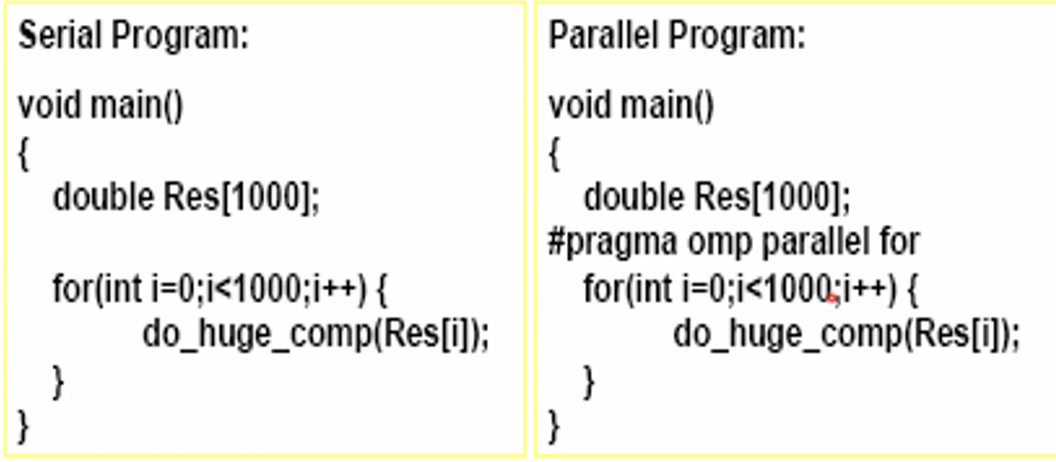 Serial Program:
void main()
{
double Res[1000];
for(int i=0;i<1000;i++) {
do_huge_comp(Res[i]);
}
}
Parallel Program:
void main()
{
double Res[1000];
#pragma omp parallel for
for(int i=0;i<1000;i++) {
do_huge_comp(Res[i]);
}
}